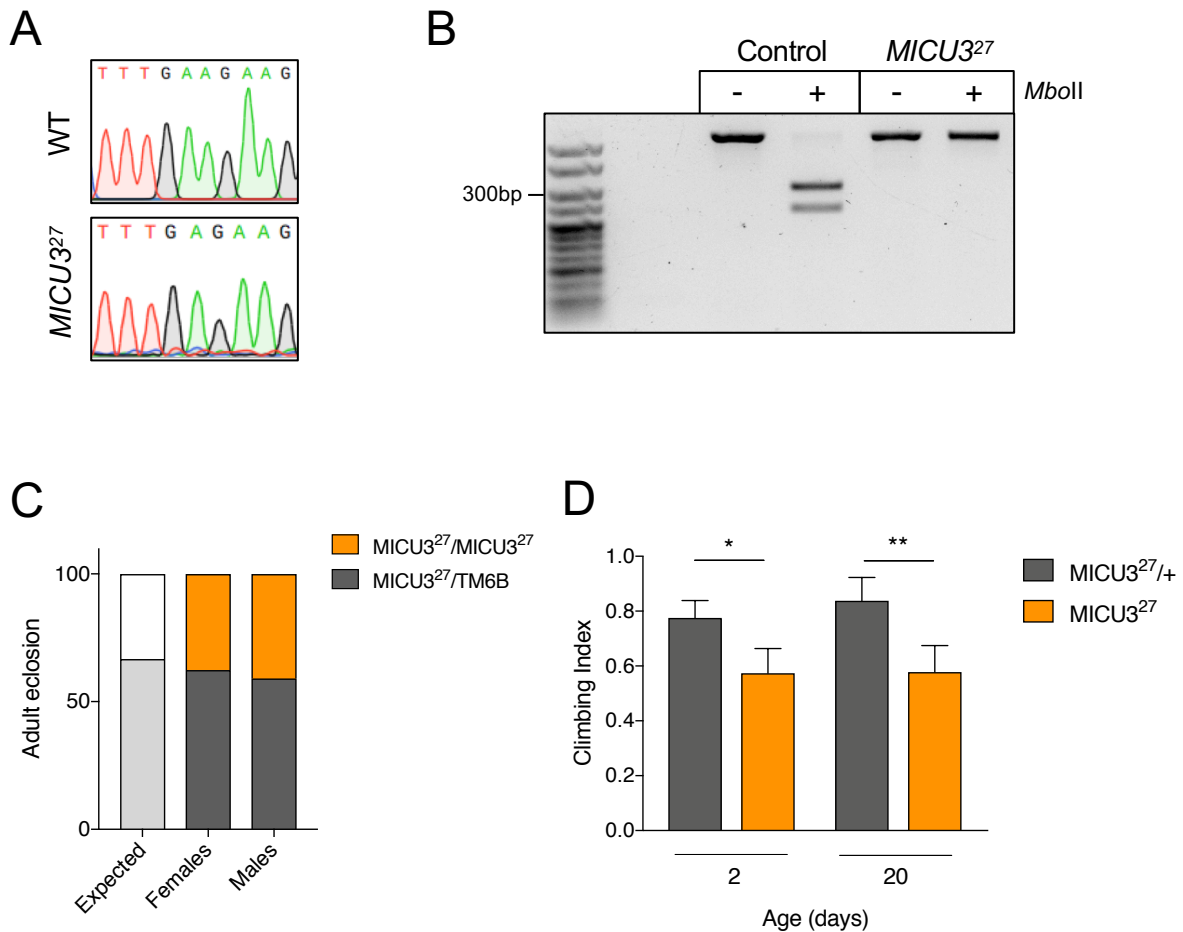 A
WT
T T T G A A G A A G
MICU3²⁷
T T T G A G A A G
B
Control MICU3²⁷
- + - + MboII
300bp
C
MICU3²⁷/MICU3²⁷
MICU3²⁷/TM6B
Adult eclosion
100
50
0
Expected Females Males
D
* **
MICU3²⁷/+
MICU3²⁷
Climbing Index
1.0
0.8
0.6
0.4
0.2
0.0
2 20
Age (days)